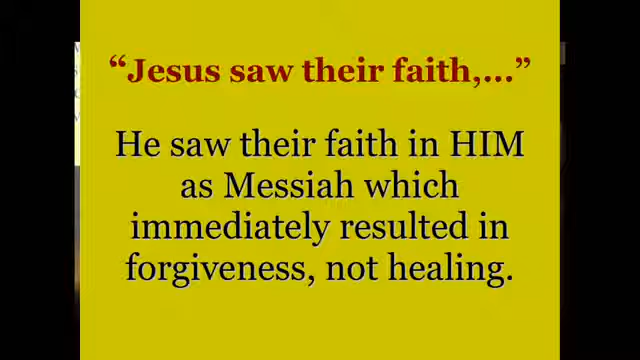 “Jesus saw their faith,...”
He saw their faith in HIM
as Messiah which
immediately resulted in
forgiveness, not healing.